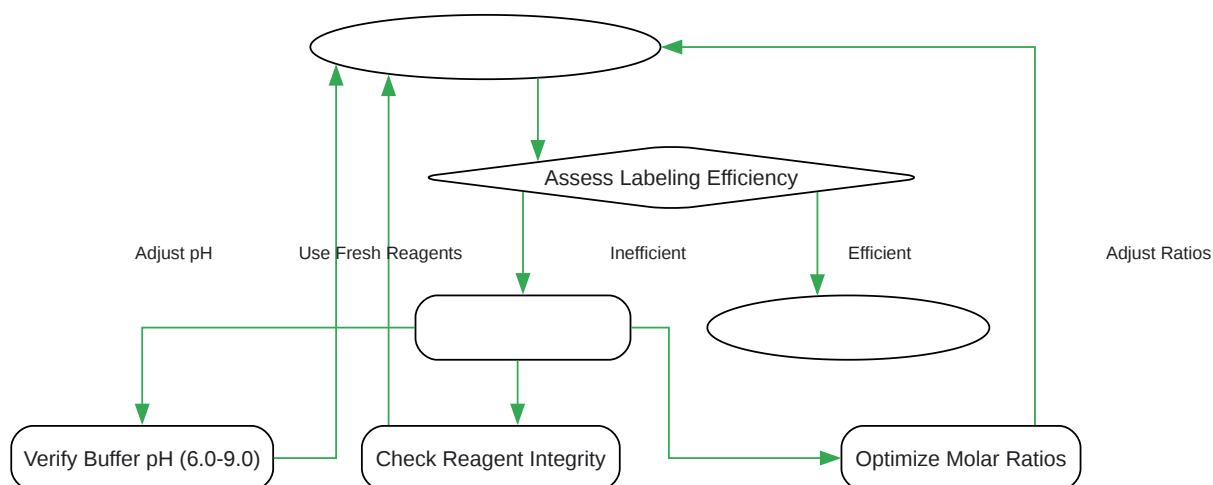 Assess Labeling Efficiency
Adjust pH
Use Fresh Reagents
Inefficient
Efficient
Adjust Ratios
Verify Buffer pH (6.0-9.0)
Check Reagent Integrity
Optimize Molar Ratios